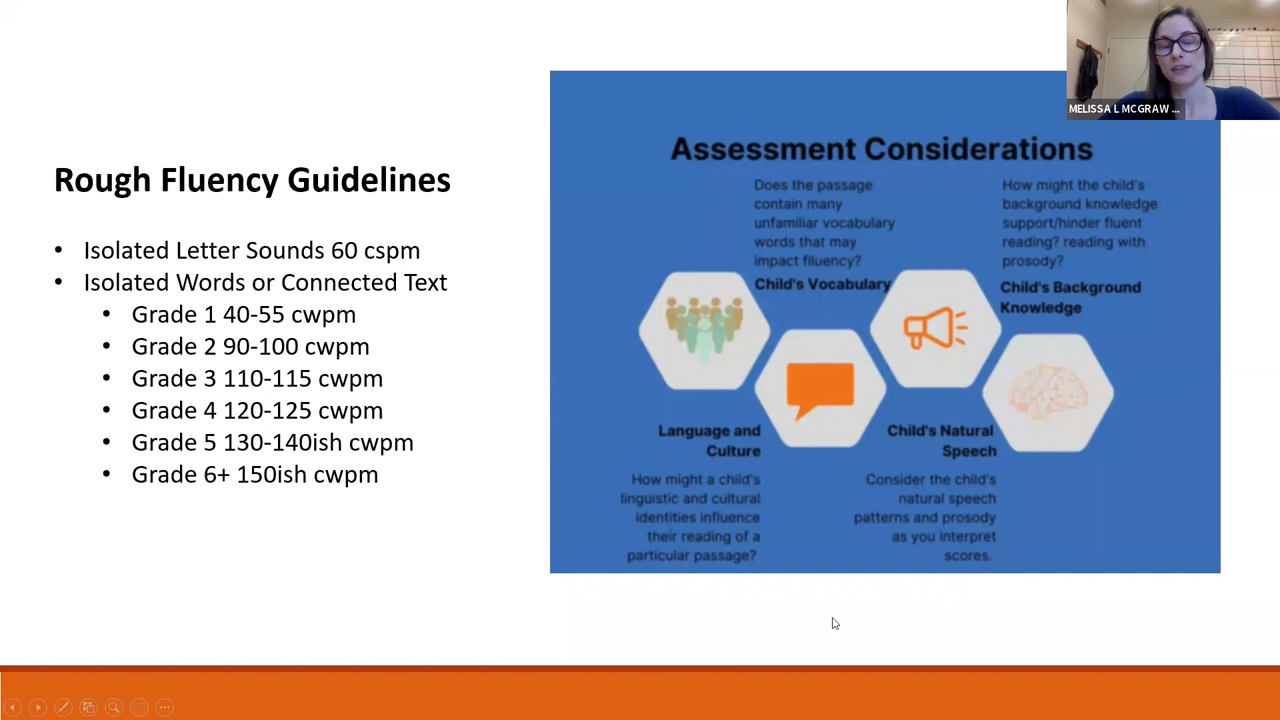 MELISSA L MCGRAW ...
Rough Fluency Guidelines
• Isolated Letter Sounds 60 cspm
• Isolated Words or Connected Text
• Grade 1 40-55 cwpm
• Grade 2 90-100 cwpm
• Grade 3 110-115 cwpm
• Grade 4 120-125 cwpm
• Grade 5 130-140ish cwpm
• Grade 6+ 150ish cwpm
Assessment Considerations
Does the passage
contain many
unfamiliar vocabulary
words that may
impact flluency?
Child's Vocabulary
How might the child's
background knowledge
support/hinder fluent
reading? reading with
prosody?
Child's Background
Knowledge
Language and
Culture
How might a child's
linguistic and cultural
identities influence
their reading of a
particular passage?
Child's Natural
Speech
Consider the child's
natural speech
patterns and prosody
as you interpret
scores.